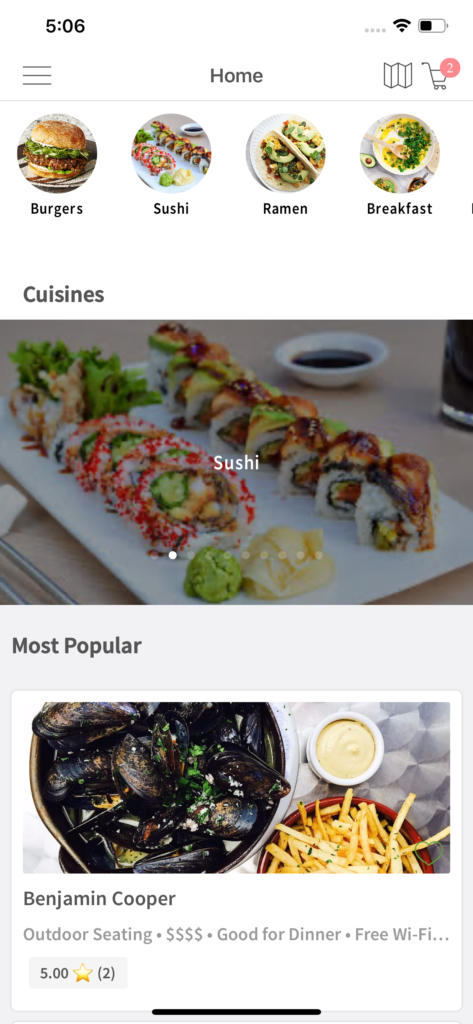 5:06
Home
2
Burgers
Sushi
Ramen
Breakfast
Cuisines
Sushi
Most Popular
Benjamin Cooper
Outdoor Seating • $$$$ • Good for Dinner • Free Wi-Fi...
5.00 ⭐ (2)